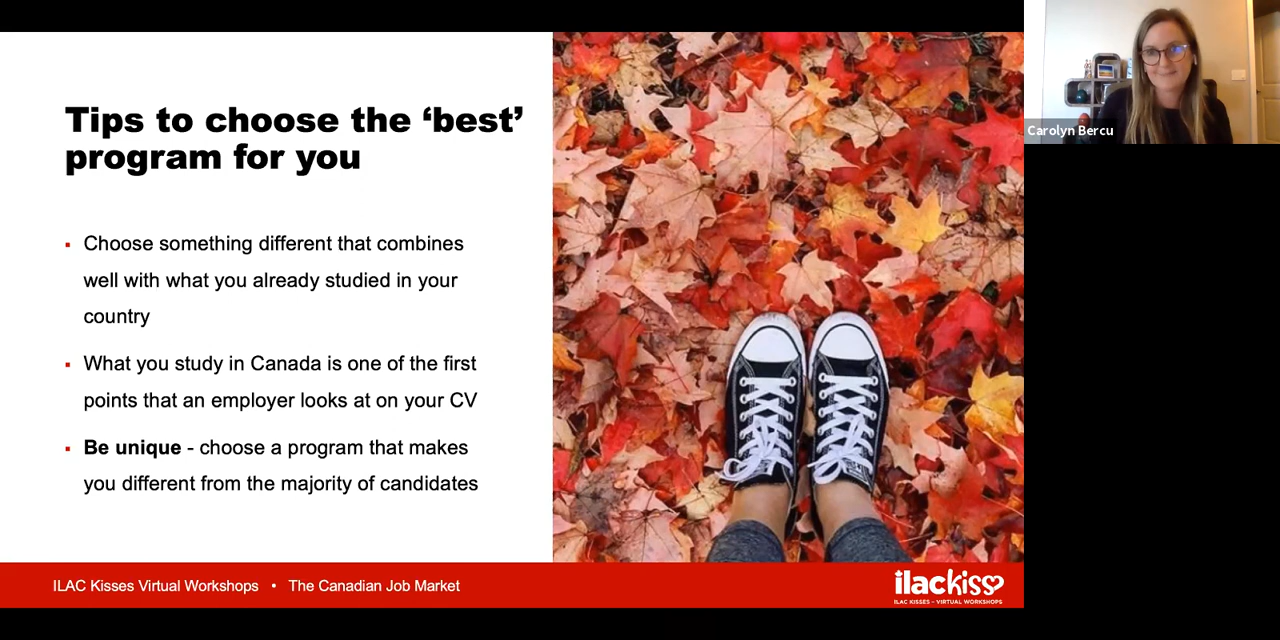 Tips to choose the ‘best’
program for you
▪ Choose something different that combines
well with what you already studied in your
country
▪ What you study in Canada is one of the first
points that an employer looks at on your CV
▪ Be unique - choose a program that makes
you different from the majority of candidates
ILAC Kisses Virtual Workshops • The Canadian Job Market
ilackiss
ILAC KISSES - VIRTUAL WORKSHOPS
Carolyn Bercu